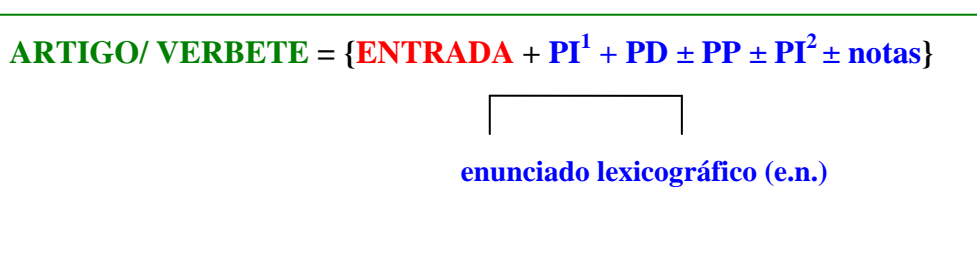 ARTIGO/ VERBETE = {ENTRADA + PI¹ + PD ± PP ± PI² ± notas}
enunciado lexicográfico (e.n.)